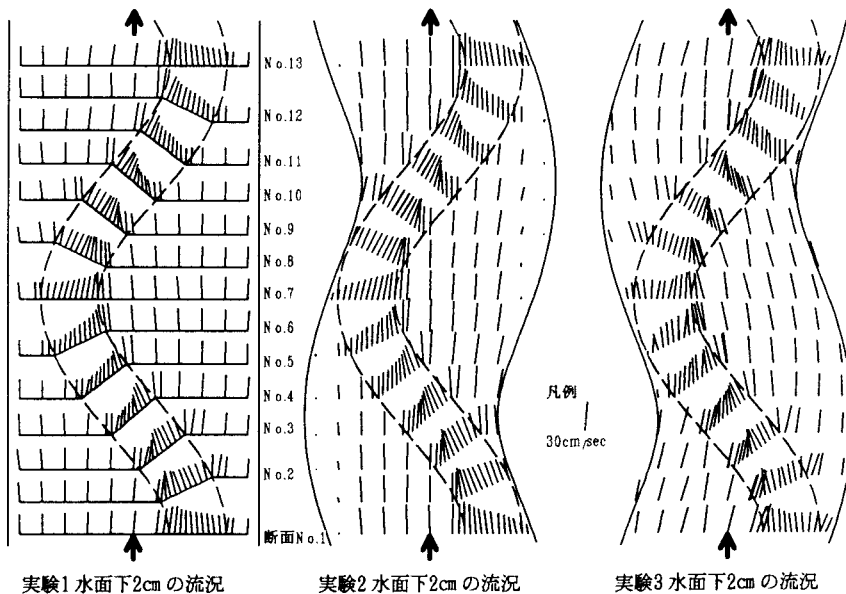 No.13
No.12
No.11
No.10
No.9
No.8
No.7
No.6
No.5
No.4
No.3
No.2
断面No.1
凡例
30cm/sec
実験1 水面下2cm の流況
実験2 水面下2cm の流況
実験3 水面下2cm の流況